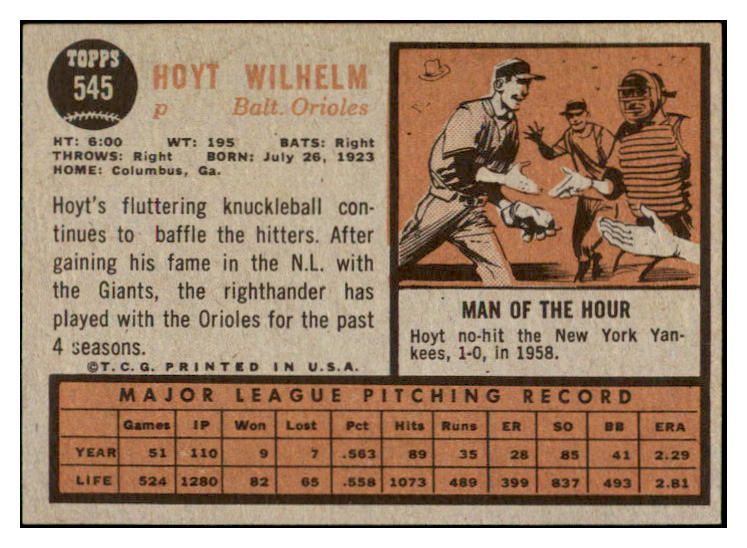 TOPPS
545
HOYT WILHELM
p Balt. Orioles
HT: 6:00 WT: 195 BATS: Right
THROWS: Right BORN: July 26, 1923
HOME: Columbus, Ga.
Hoyt's fluttering knuckleball con-
tinues to baffle the hitters. After
gaining his fame in the N.L. with
the Giants, the righthander has
played with the Orioles for the past
4 seasons.
©T.C.G. PRINTED IN U.S.A.
MAN OF THE HOUR
Hoyt no-hit the New York Yan-
kees, 1-0, in 1958.
MAJOR LEAGUE PITCHING RECORD
Games IP Won Lost Pct Hits Runs ER SO BB ERA
YEAR 51 110 9 7 .563 89 35 28 85 41 2.29
LIFE 524 1280 82 65 .558 1073 489 399 837 493 2.81